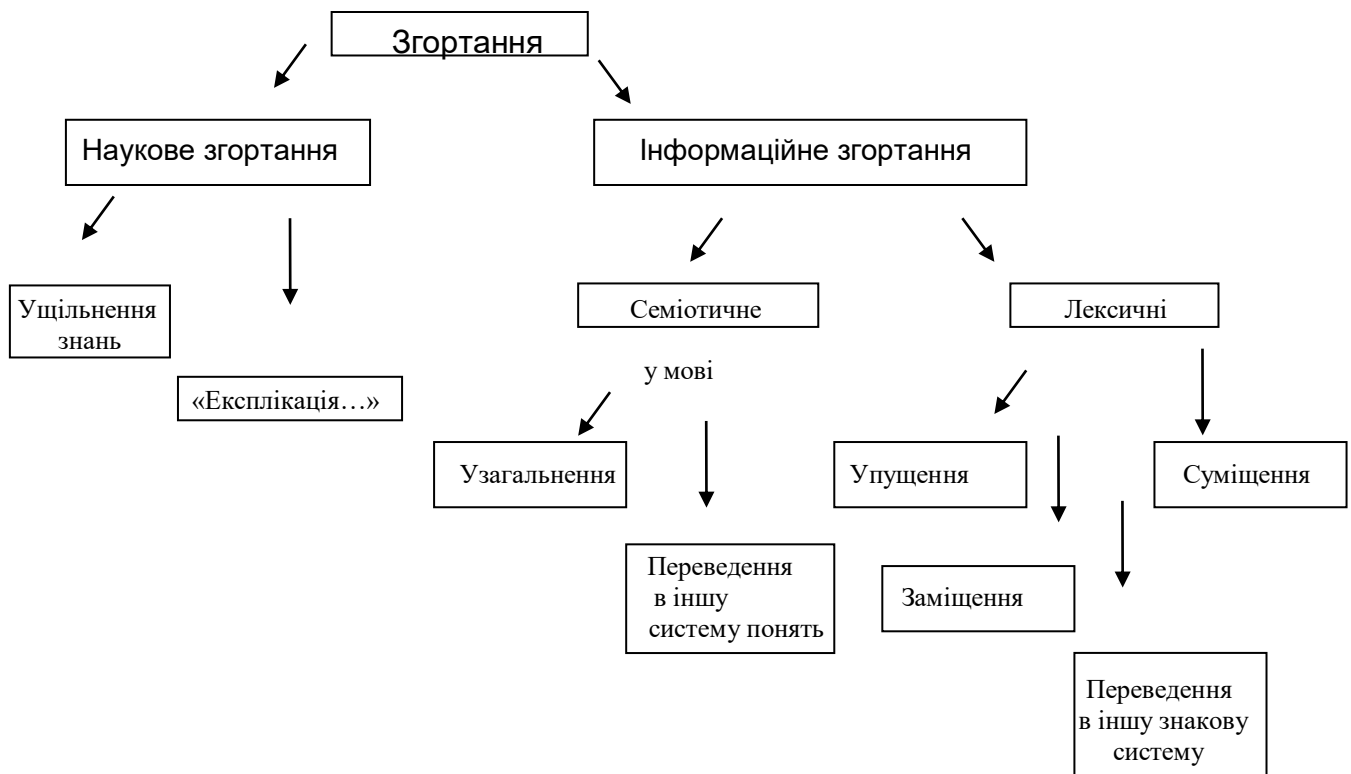 Згортання
Наукове згортання
Інформаційне згортання
Ущільнення
знань
Семіотичне
Лексичні
у мові
«Експлікація…»
Узагальнення
Упущення
Суміщення
Переведення
в іншу
систему понять
Заміщення
Переведення
в іншу знакову
систему